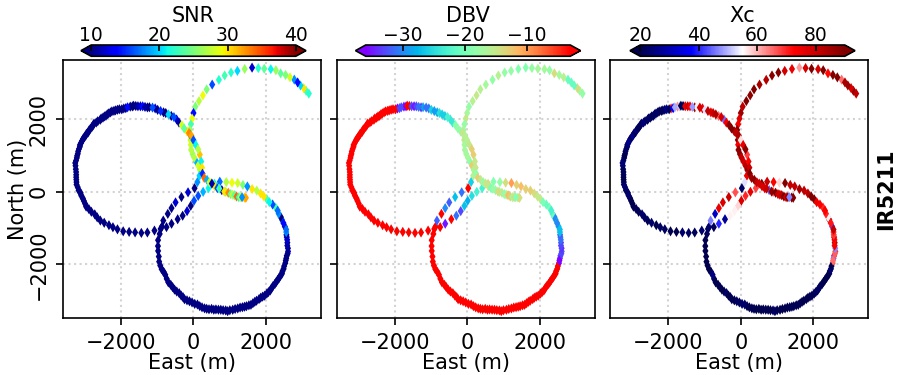 SNR
10 20 30 40
DBV
−30 −20 −10
Xc
20 40 60 80
North (m)
2000
0
−2000
−2000 0 2000
East (m)
−2000 0 2000
East (m)
−2000 0 2000
East (m)
IR5211